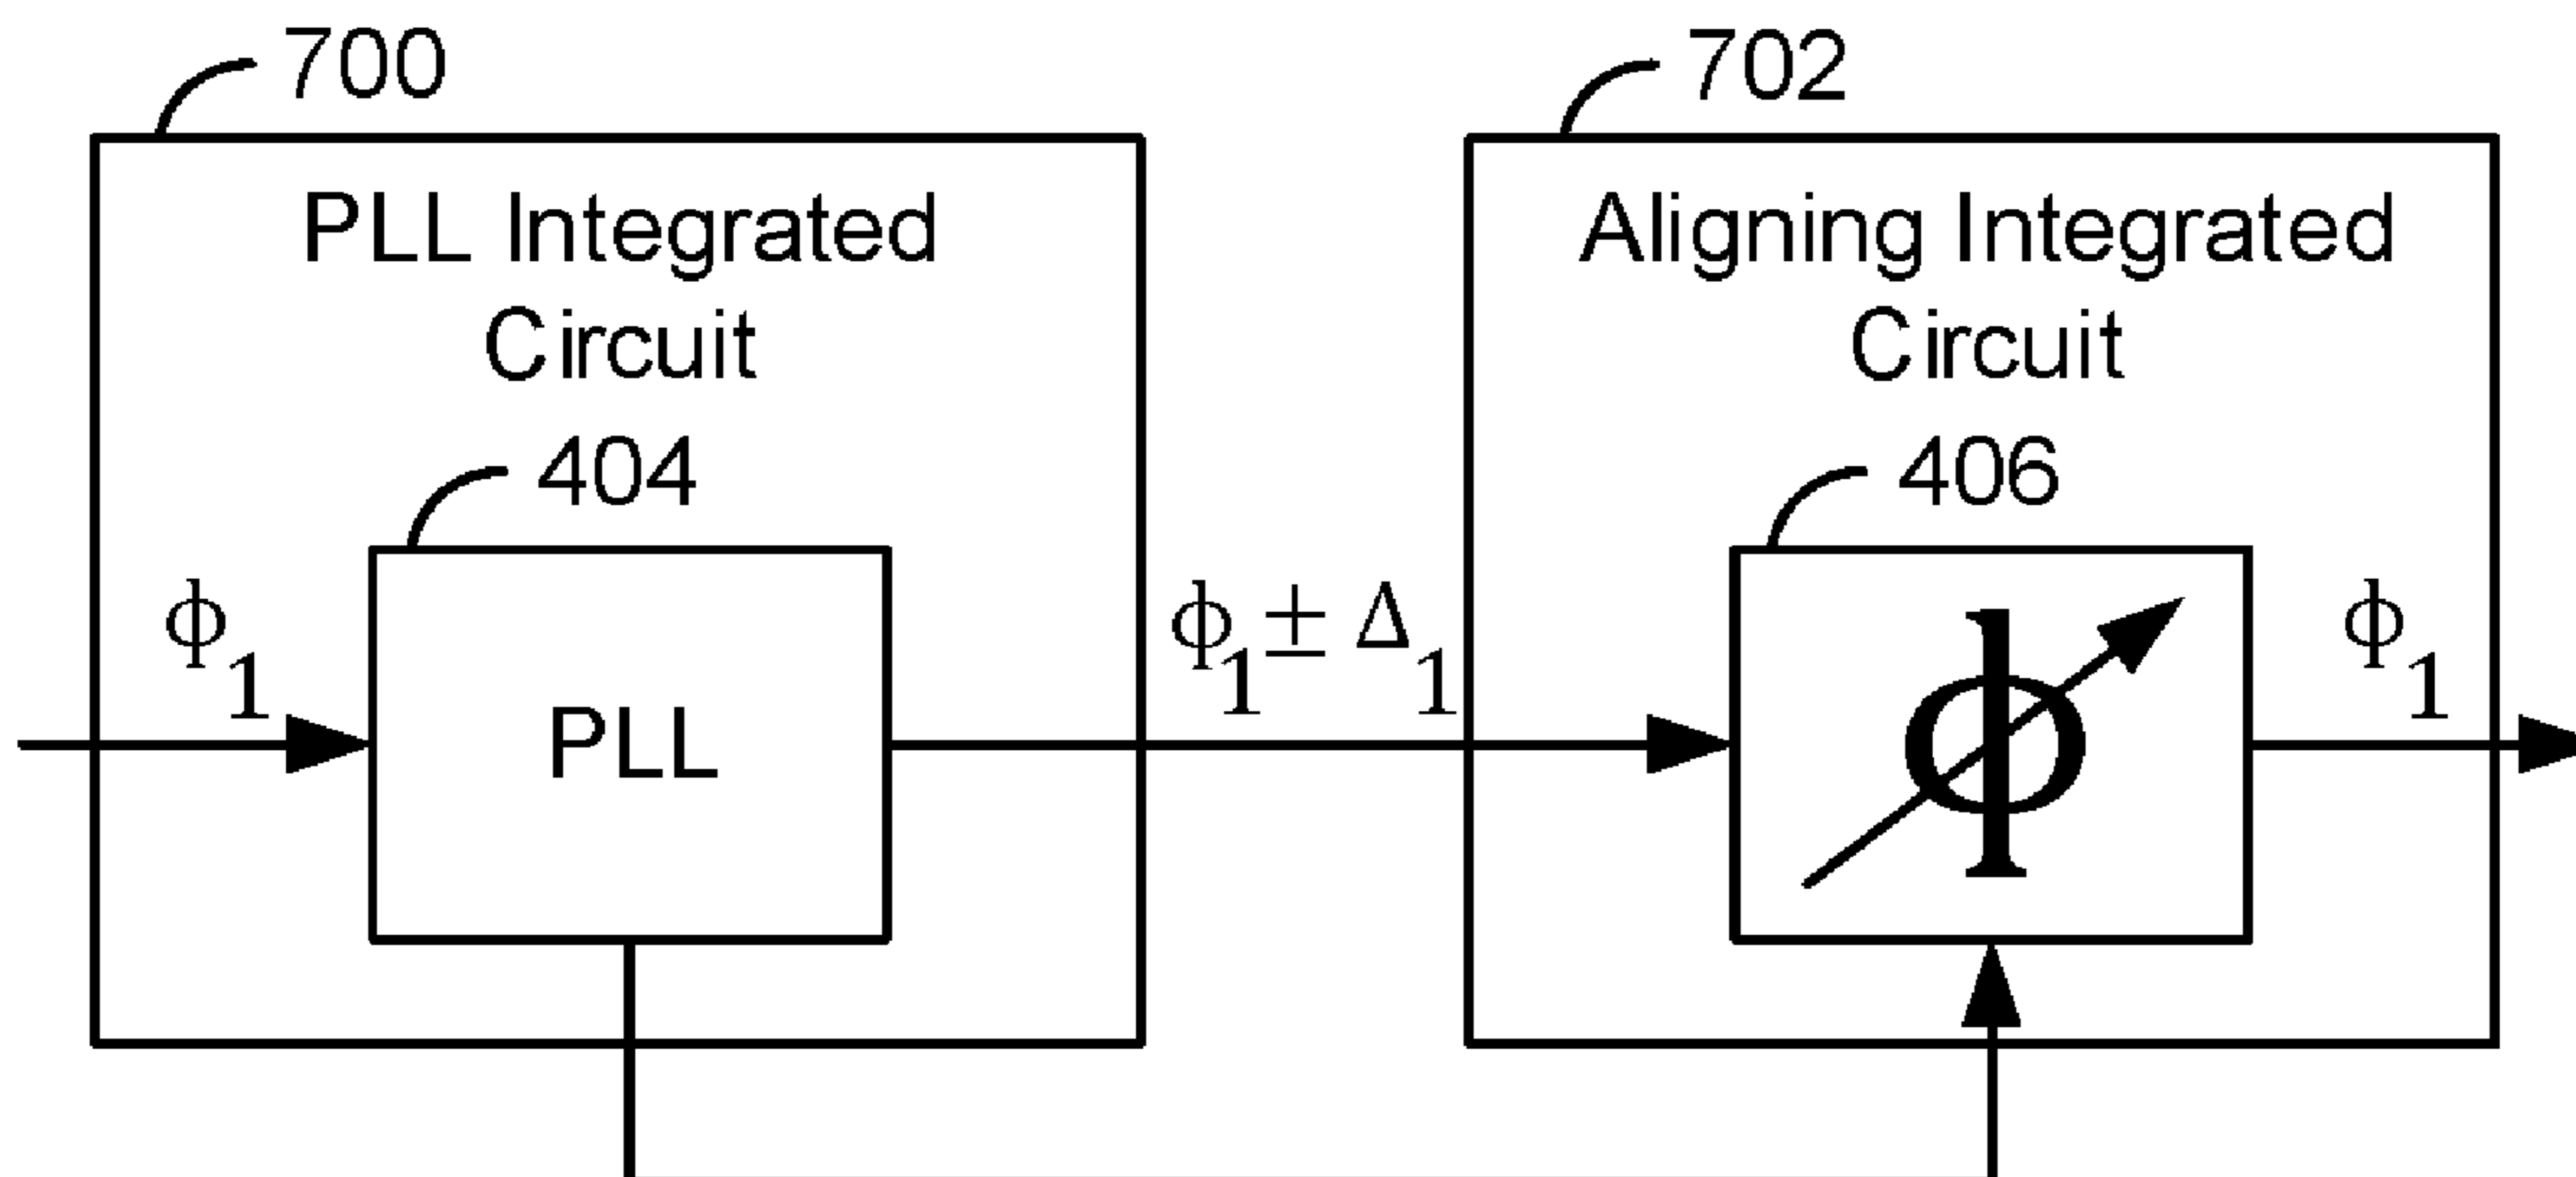 700
702
PLL Integrated
Circuit
Aligning Integrated
Circuit
404
406
ϕ1
PLL
ϕ1 ± Δ1
ϕ
ϕ1